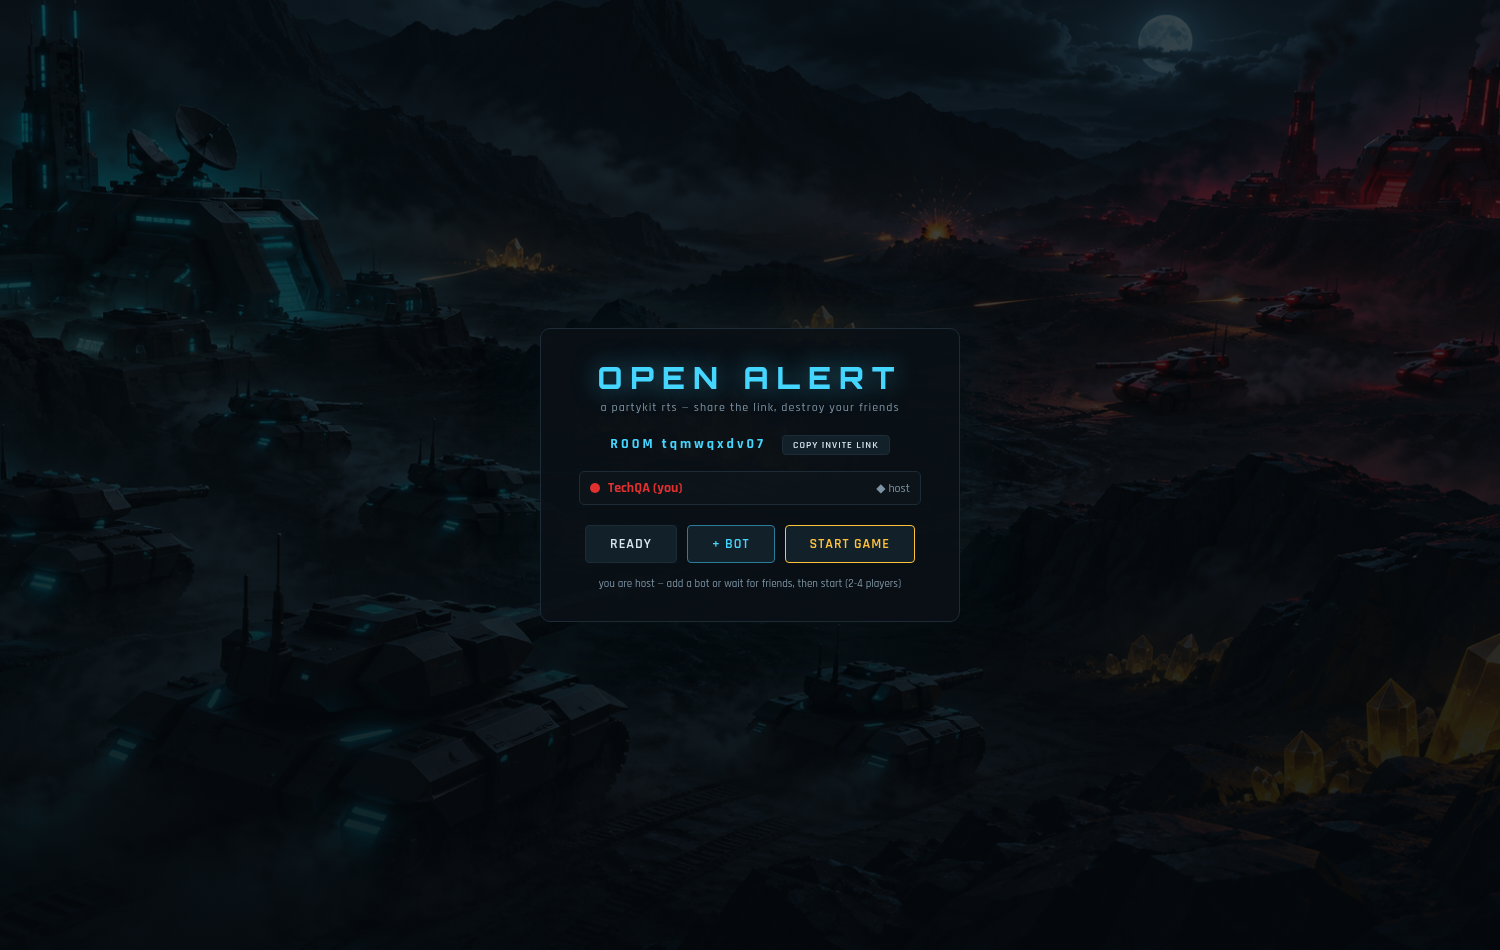 OPEN ALERT
a partykit rts – share the link, destroy your friends
ROOM tqmwqxdv07 COPY INVITE LINK
TechQA (you) ◆ host
READY + BOT START GAME
you are host – add a bot or wait for friends, then start (2-4 players)